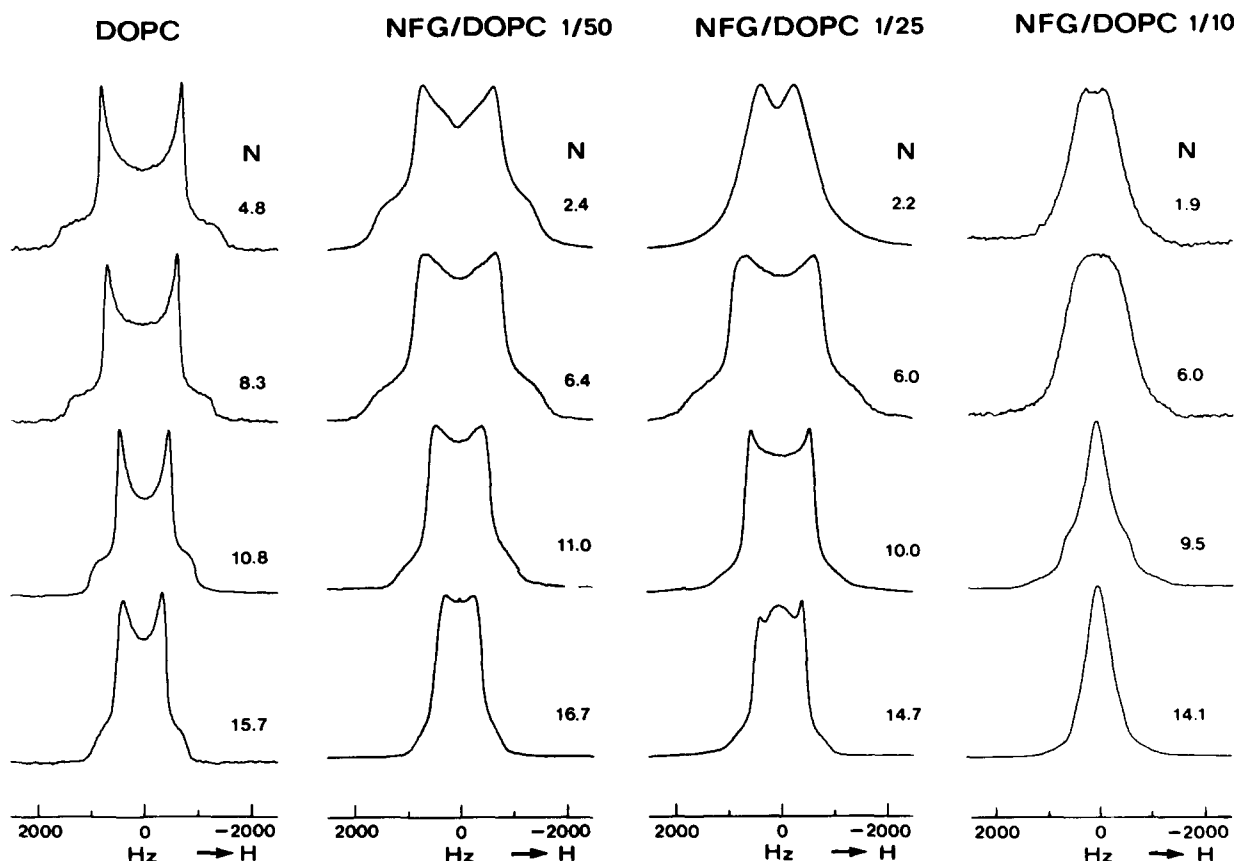 DOPC
NFG/DOPC 1/50
NFG/DOPC 1/25
NFG/DOPC 1/10
N
4.8
8.3
10.8
15.7
N
2.4
6.4
11.0
16.7
N
2.2
6.0
10.0
14.7
N
1.9
6.0
9.5
14.1
2000 0 -2000
Hz → H
2000 0 -2000
Hz → H
2000 0 -2000
Hz → H
2000 0 -2000
Hz → H